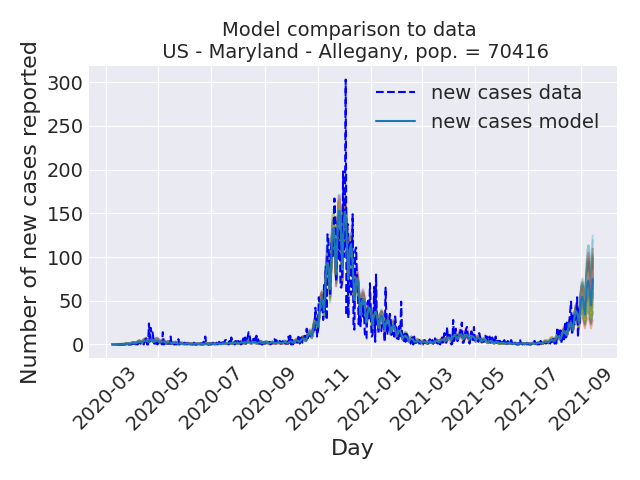 Model comparison to data
US - Maryland - Allegany, pop. = 70416
Number of new cases reported
300
250
200
150
100
50
0
new cases data
new cases model
2020-03
2020-05
2020-07
2020-09
2020-11
2021-01
2021-03
2021-05
2021-07
2021-09
Day